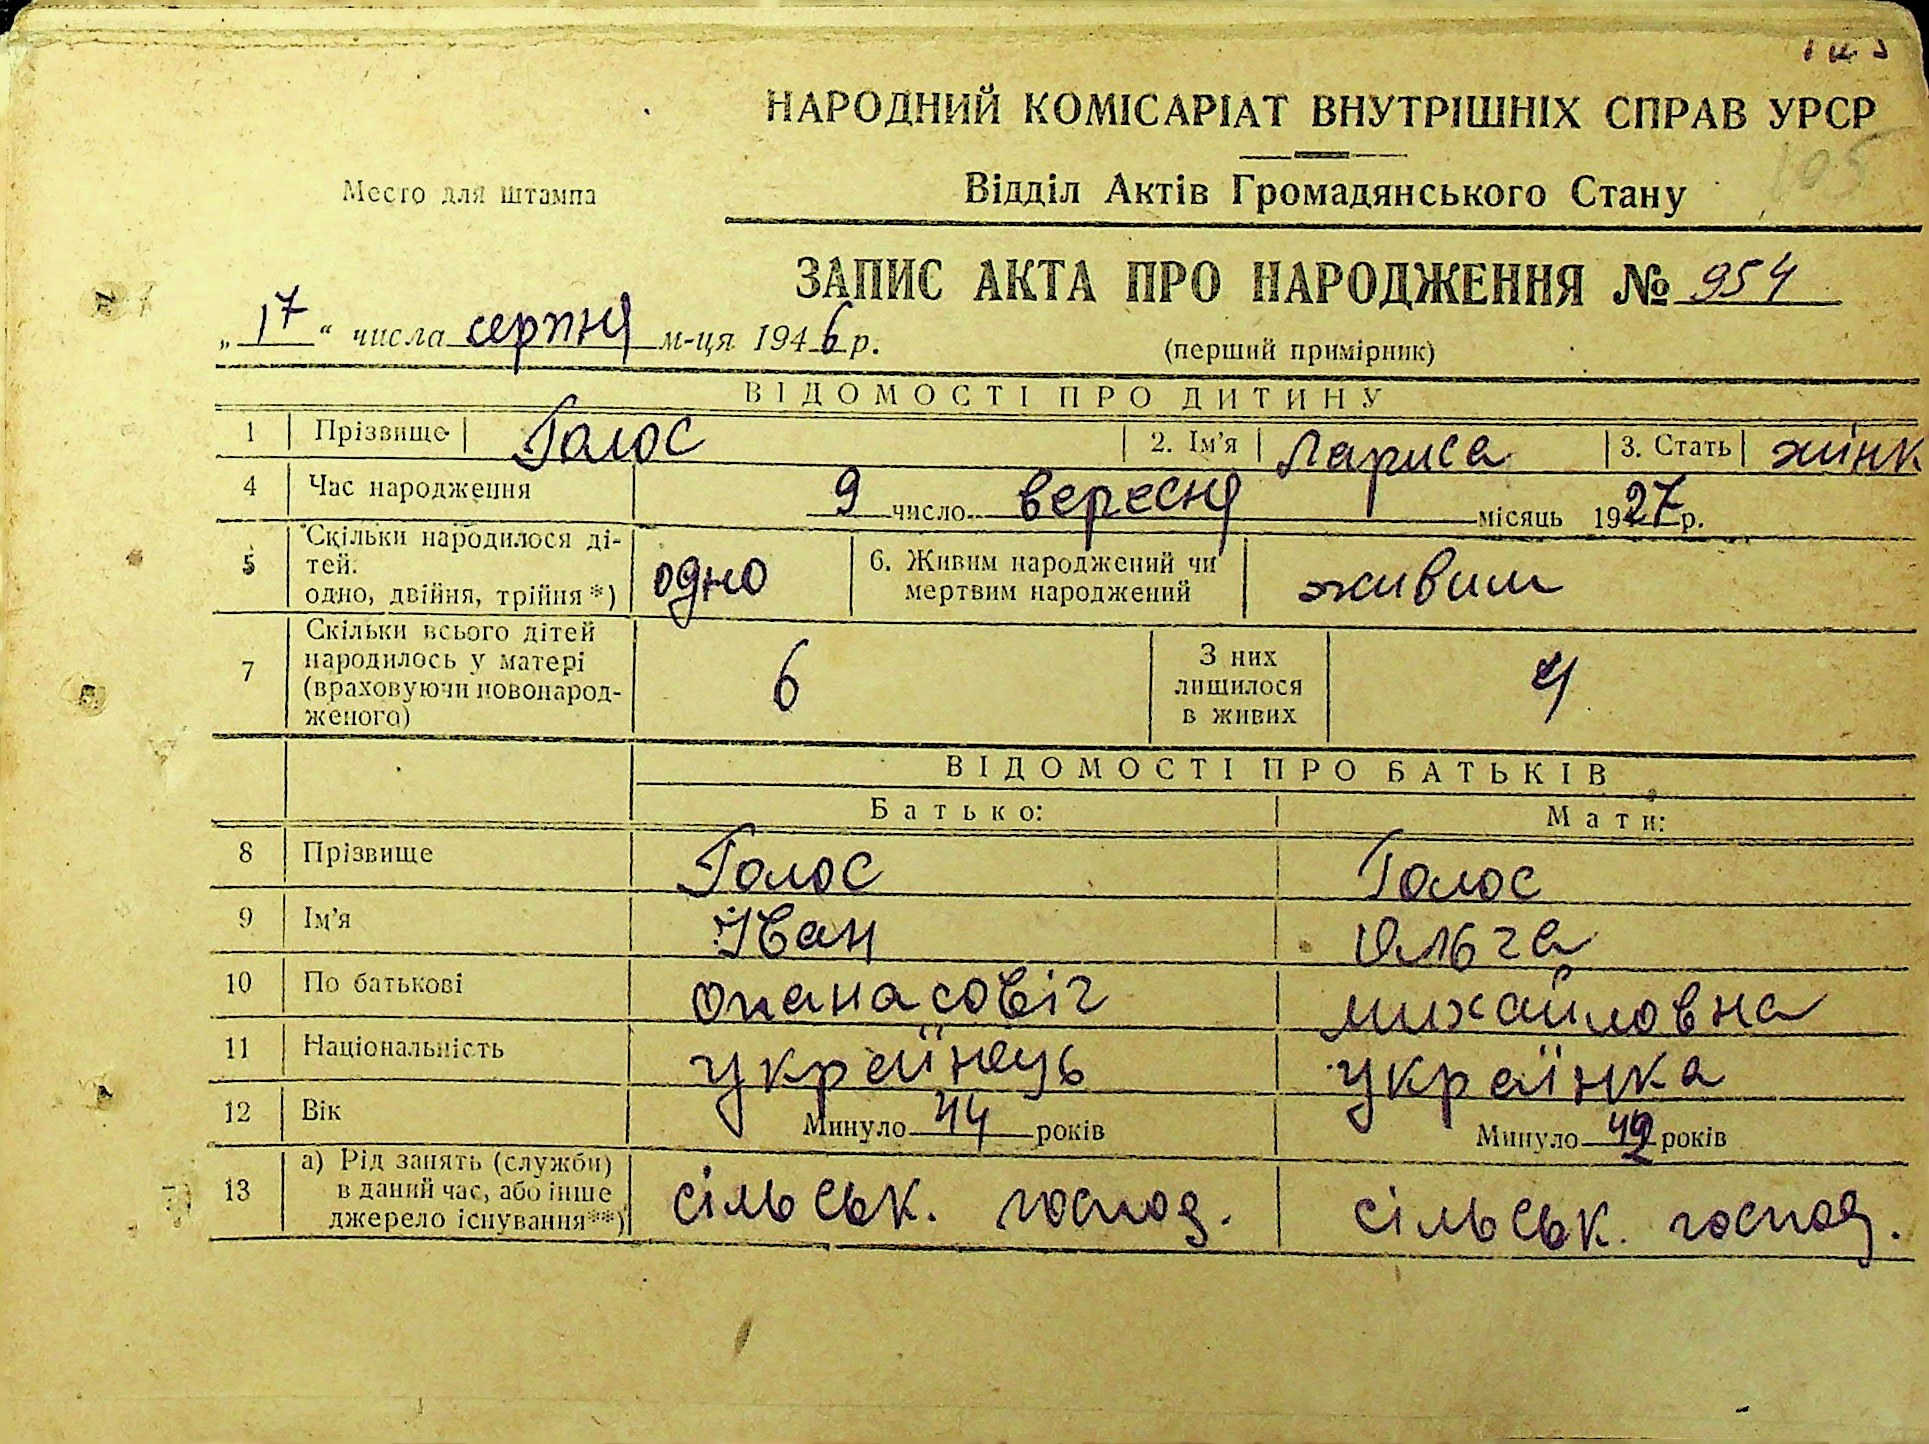 НАРОДНИЙ КОМІСАРІАТ ВНУТРІШНІХ СПРАВ УРСР
105
Место для штампа
Відділ Актів Громадянського Стану
ЗАПИС АКТА ПРО НАРОДЖЕННЯ № 954
„17“ числа серпня м-ця 1946 р.
(перший примірник)
ВІДОМОСТІ ПРО ДИТИНУ
1 Прізвище Голос 2. Ім'я Лариса 3. Стать жінк
4 Час народження 9 число вересня місяць 1927 р.
5 Скільки народилося ді-
тей.
одно, двійня, трійня *) одно 6. Живим народжений чи
мертвим народжений живим
7 Скільки всього дітей
народилось у матері
(враховуючи новонарод-
женого) 6 З них
лишилося
в живих 4
ВІДОМОСТІ ПРО БАТЬКІВ
Батько: Мати:
8 Прізвище Голос Голос
9 Ім'я Іван Ольга
10 По батькові Опанасовіч Михайловна
11 Національність українець українка
12 Вік Минуло 44 років Минуло років
13 а) Рід занять (служби)
в даний час, або інше
джерело існування**) сільськ. господ. сільськ. господ.